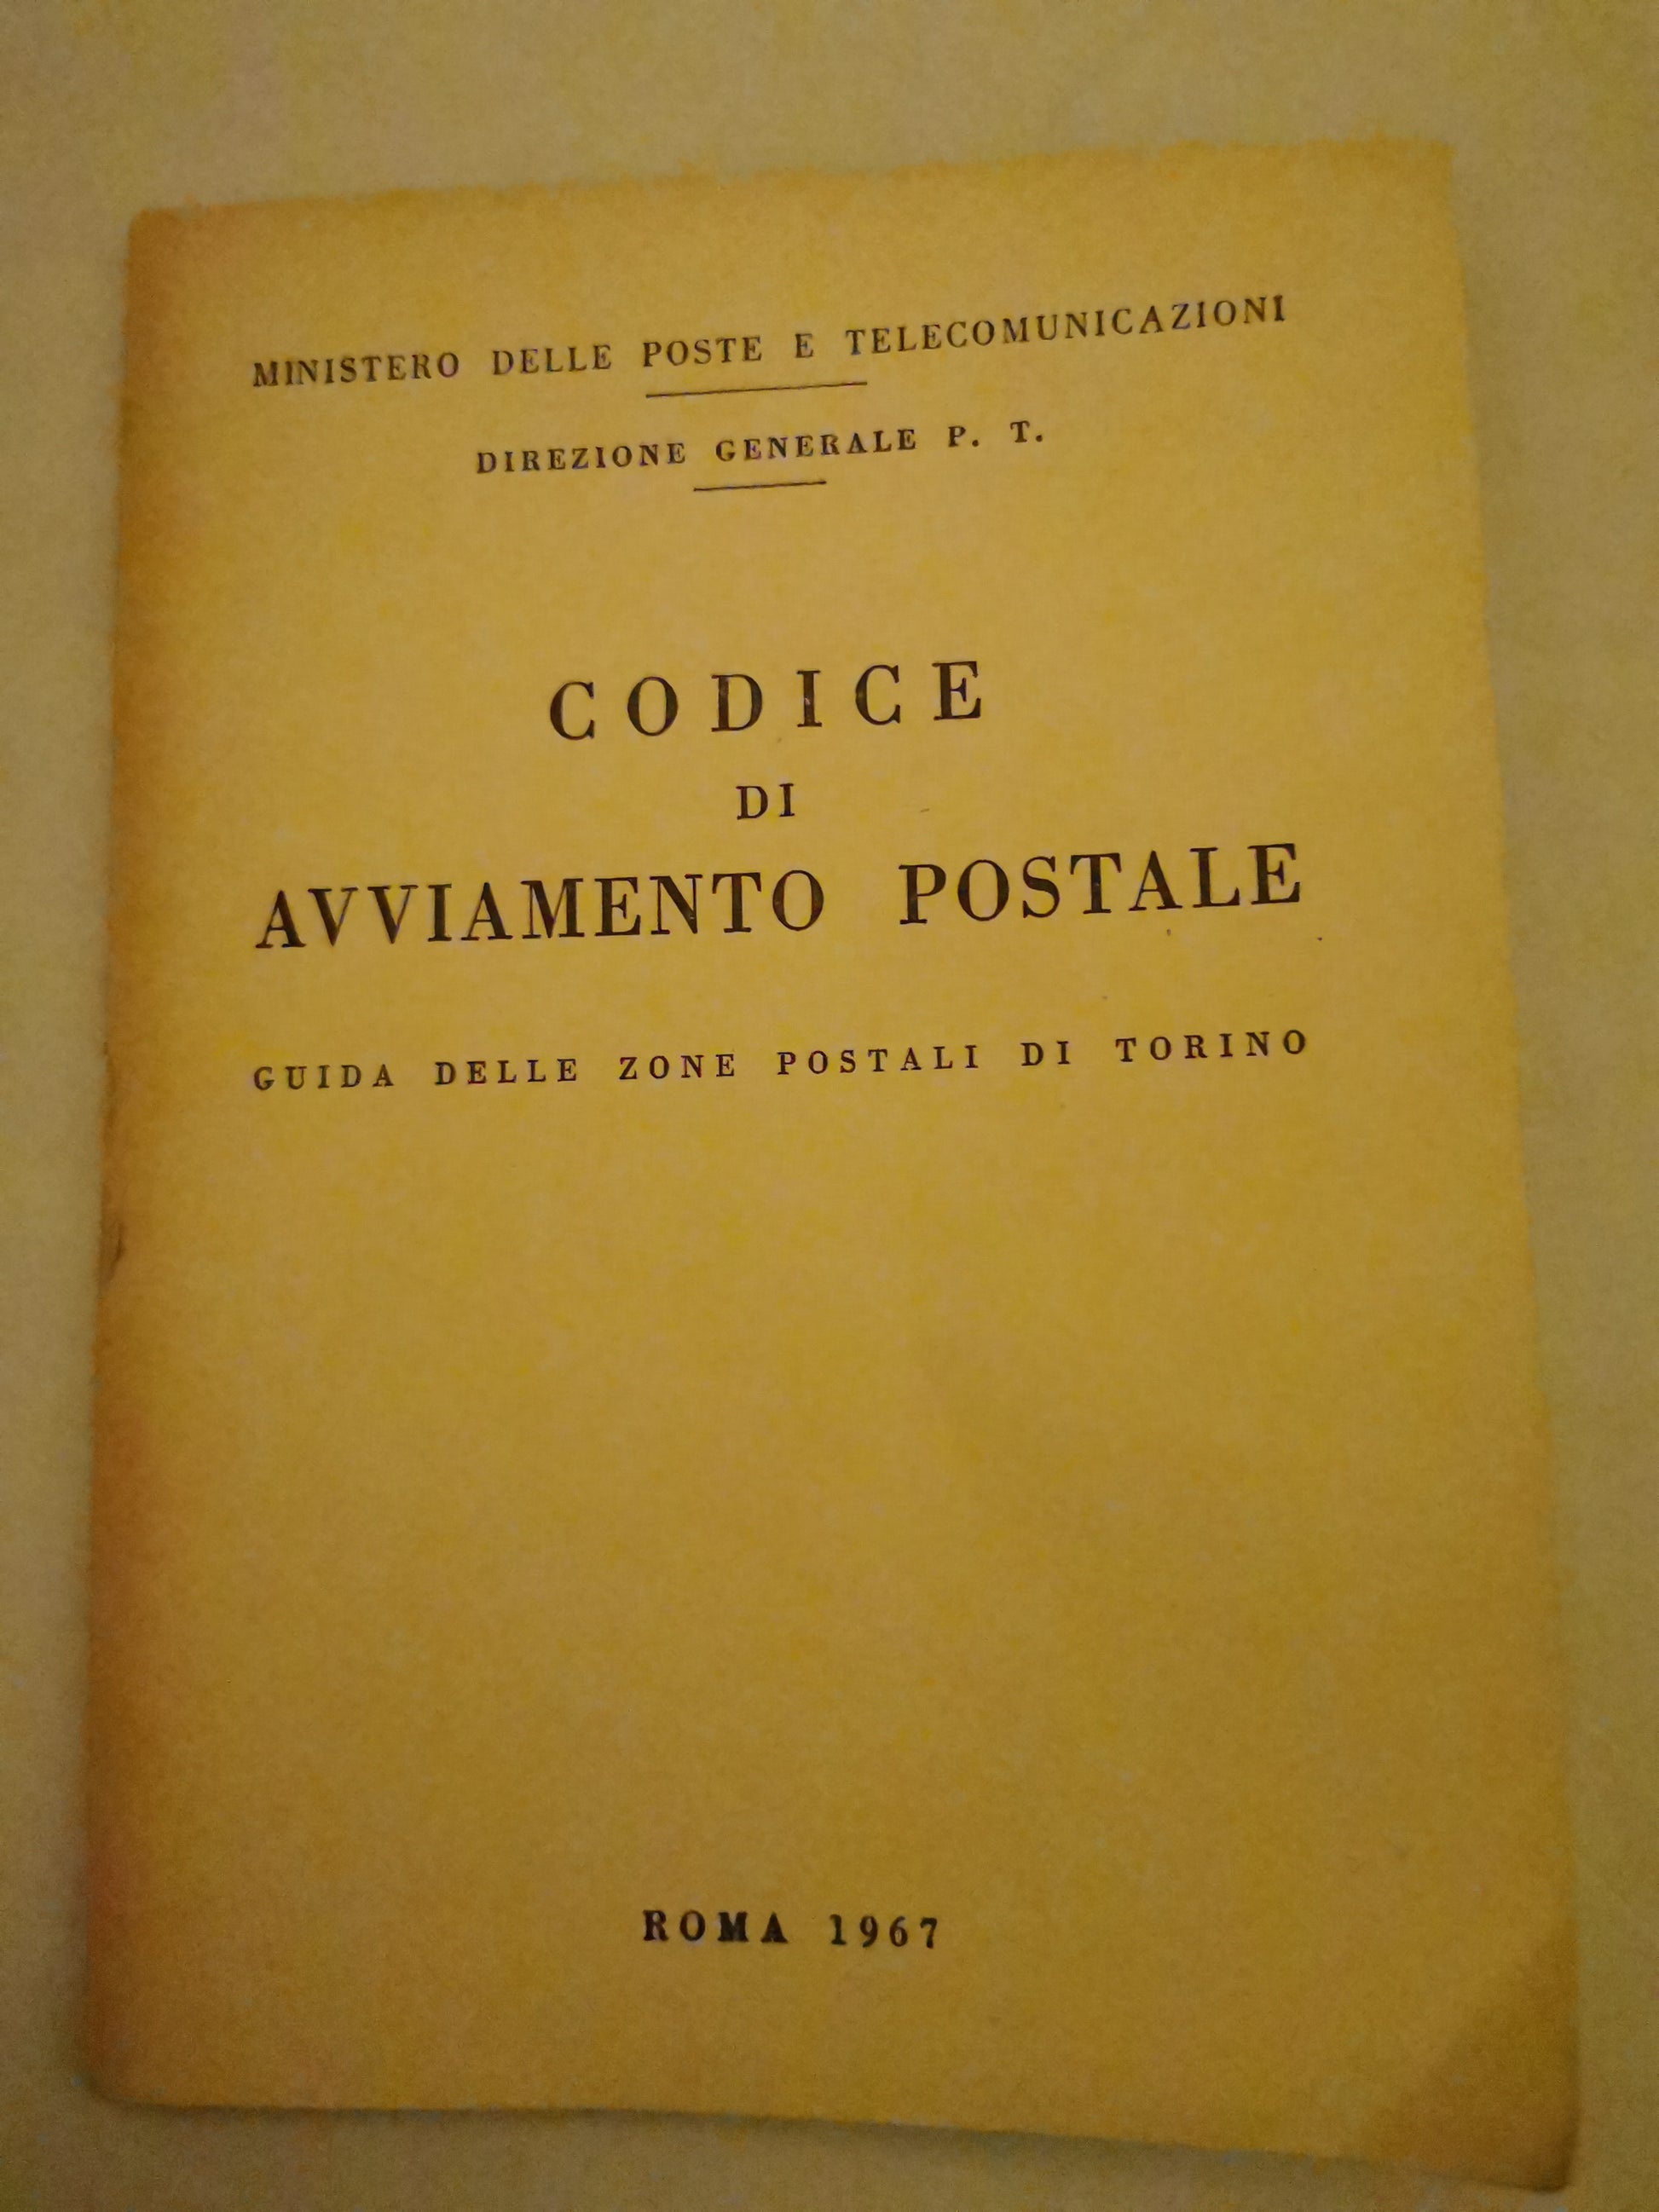 MINISTERO DELLE POSTE E TELECOMUNICAZIONI
DIREZIONE GENERALE P. T.
CODICE
DI
AVVIAMENTO POSTALE
GUIDA DELLE ZONE POSTALI DI TORINO
ROMA 1967